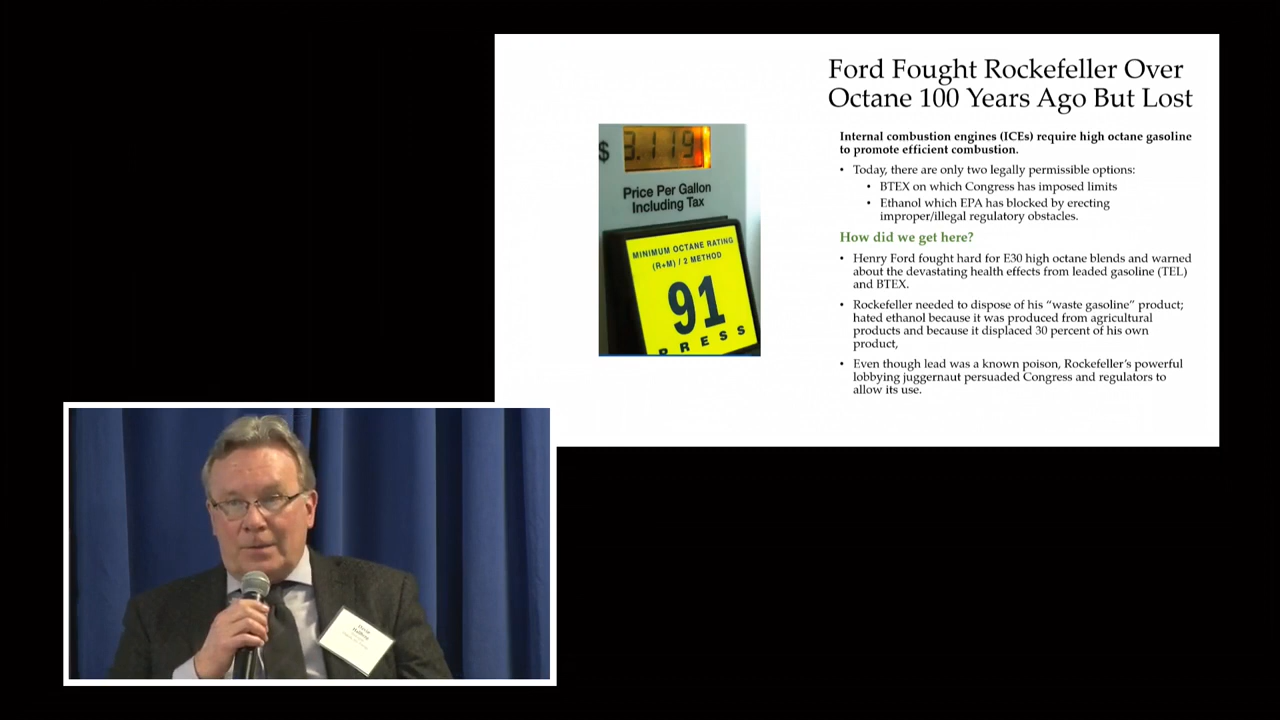 Ford Fought Rockefeller Over
Octane 100 Years Ago But Lost
$ 3.119
Price Per Gallon
Including Tax
MINIMUM OCTANE RATING
(R+M) / 2 METHOD
91
PRESS
Internal combustion engines (ICEs) require high octane gasoline
to promote efficient combustion.
• Today, there are only two legally permissible options:
• BTEX on which Congress has imposed limits
• Ethanol which EPA has blocked by erecting
improper/illegal regulatory obstacles.
How did we get here?
• Henry Ford fought hard for E30 high octane blends and warned
about the devastating health effects from leaded gasoline (TEL)
and BTEX.
• Rockefeller needed to dispose of his “waste gasoline” product;
hated ethanol because it was produced from agricultural
products and because it displaced 30 percent of his own
product,
• Even though lead was a known poison, Rockefeller’s powerful
lobbying juggernaut persuaded Congress and regulators to
allow its use.